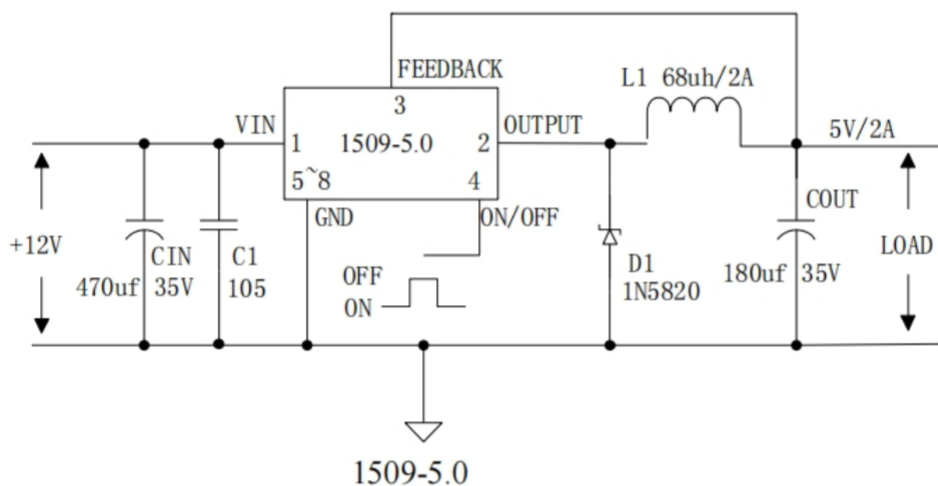 FEEDBACK
L1 68uh/2A
3
VIN
OUTPUT
5V/2A
1
1509-5.0
2
5~8
4
GND
ON/OFF
COUT
+12V
CIN
C1
OFF
D1
LOAD
470uf 35V
105
ON
1N5820
180uf 35V
1509-5.0